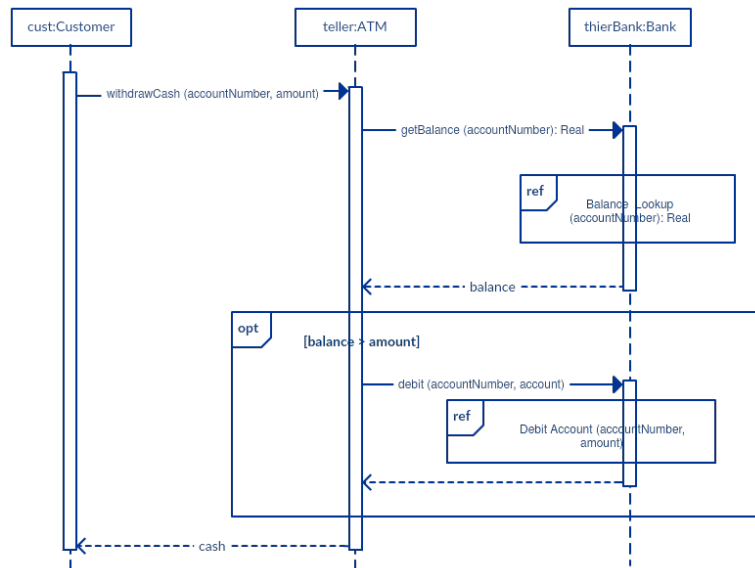 cust:Customer
teller:ATM
thierBank:Bank
withdrawCash (accountNumber, amount)
getBalance (accountNumber): Real
ref
Balance Lookup
(accountNumber): Real
balance
opt
[balance > amount]
debit (accountNumber, account)
ref
Debit Account (accountNumber,
amount)
cash